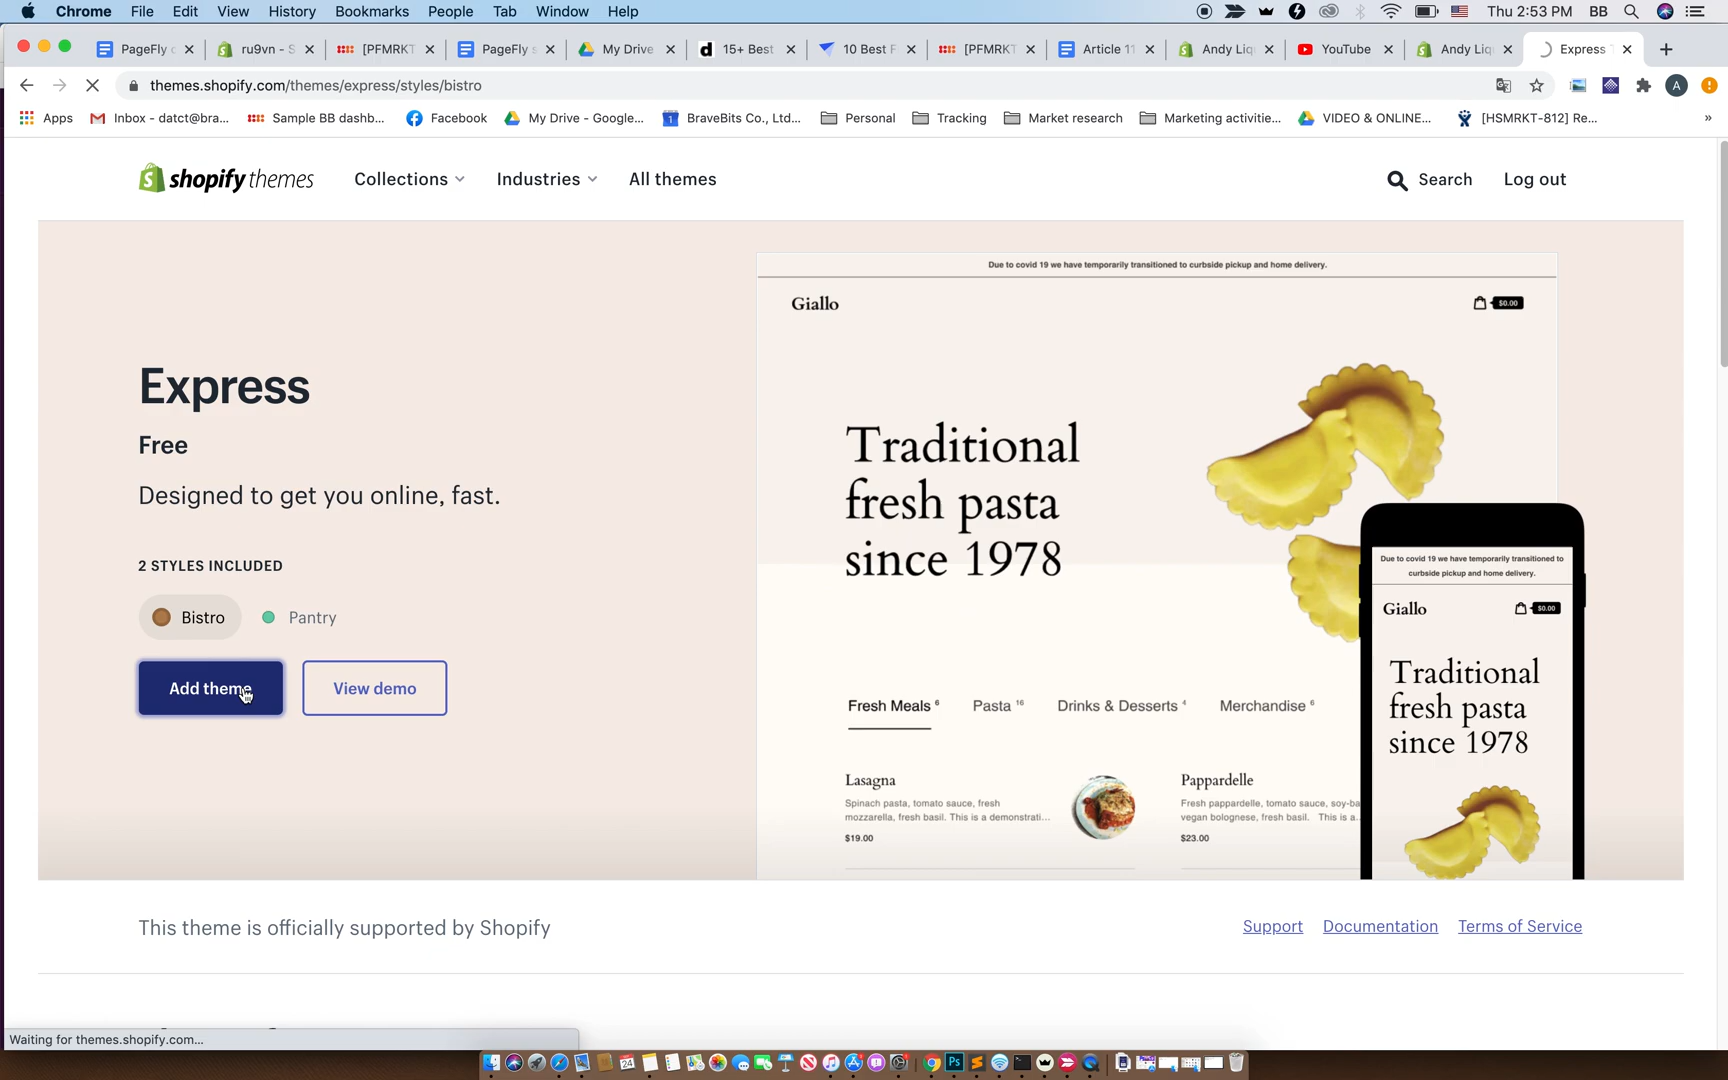 Chrome File Edit View History Bookmarks People Tab Window Help Thu 2:53 PM BB
PageFly ru9vn - S [PFMRKT PageFly s My Drive 15+ Best 10 Best F [PFMRKT Article 11 Andy Liq YouTube Andy Liq Express
themes.shopify.com/themes/express/styles/bistro A
Apps Inbox - datct@bra... Sample BB dashb... Facebook My Drive - Google... BraveBits Co., Ltd... Personal Tracking Market research Marketing activitie... VIDEO & ONLINE... [HSMRKT-812] Re... »
shopify themes Collections Industries All themes Search Log out
Due to covid 19 we have temporarily transitioned to curbside pickup and home delivery.
Giallo $0.00
Express
Free
Designed to get you online, fast.
2 STYLES INCLUDED
Bistro Pantry
Add theme View demo
Traditional
fresh pasta
since 1978
Fresh Meals 6 Pasta 16 Drinks & Desserts 4 Merchandise 6
Lasagna
Spinach pasta, tomato sauce, fresh
mozzarella, fresh basil. This is a demonstrati...
$19.00
Pappardelle
Fresh pappardelle, tomato sauce, soy-ba
vegan bolognese, fresh basil. This is a...
$23.00
Due to covid 19 we have temporarily transitioned to
curbside pickup and home delivery.
Giallo $0.00
Traditional
fresh pasta
since 1978
This theme is officially supported by Shopify Support Documentation Terms of Service
Waiting for themes.shopify.com...